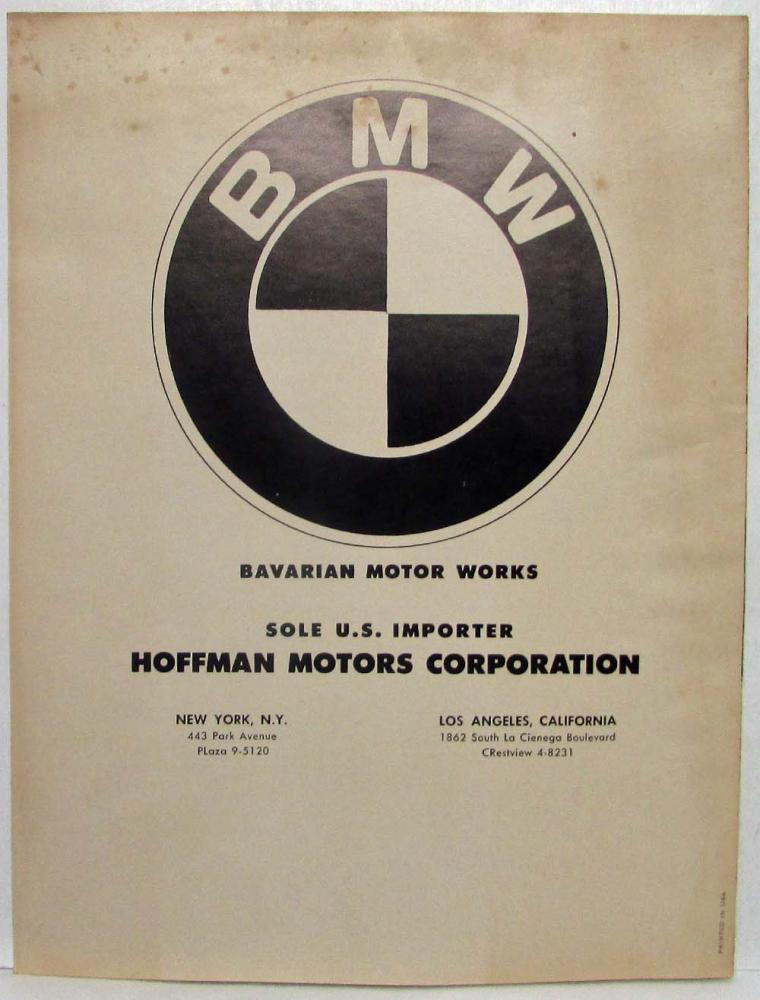 BMW
BAVARIAN MOTOR WORKS
SOLE U.S. IMPORTER
HOFFMAN MOTORS CORPORATION
NEW YORK, N.Y.
443 Park Avenue
PLaza 9-5120
LOS ANGELES, CALIFORNIA
1862 South La Cienega Boulevard
CRestview 4-8231
PRINTED IN USA